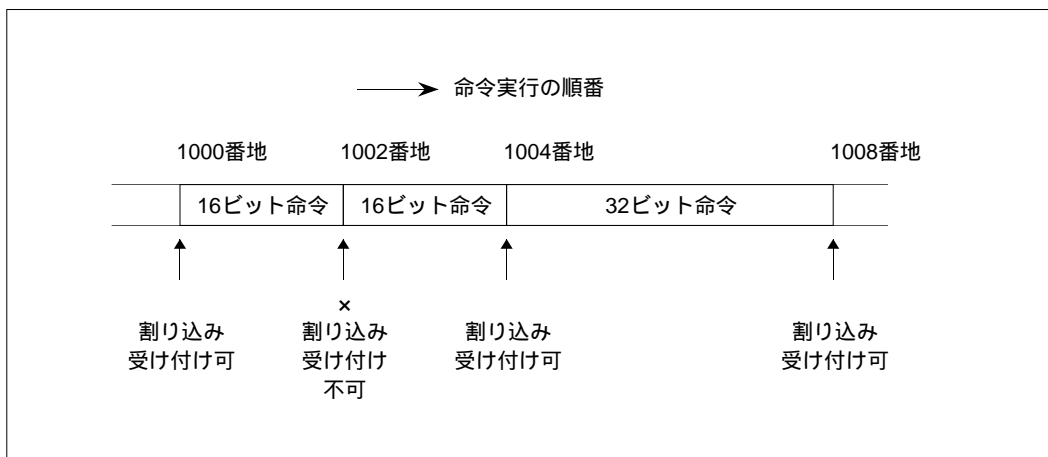 命令実行の順番
1000番地 1002番地 1004番地 1008番地
16ビット命令 16ビット命令 32ビット命令
×
割り込み 割り込み 割り込み 割り込み
受け付け可 受け付け 受け付け可 受け付け可
不可